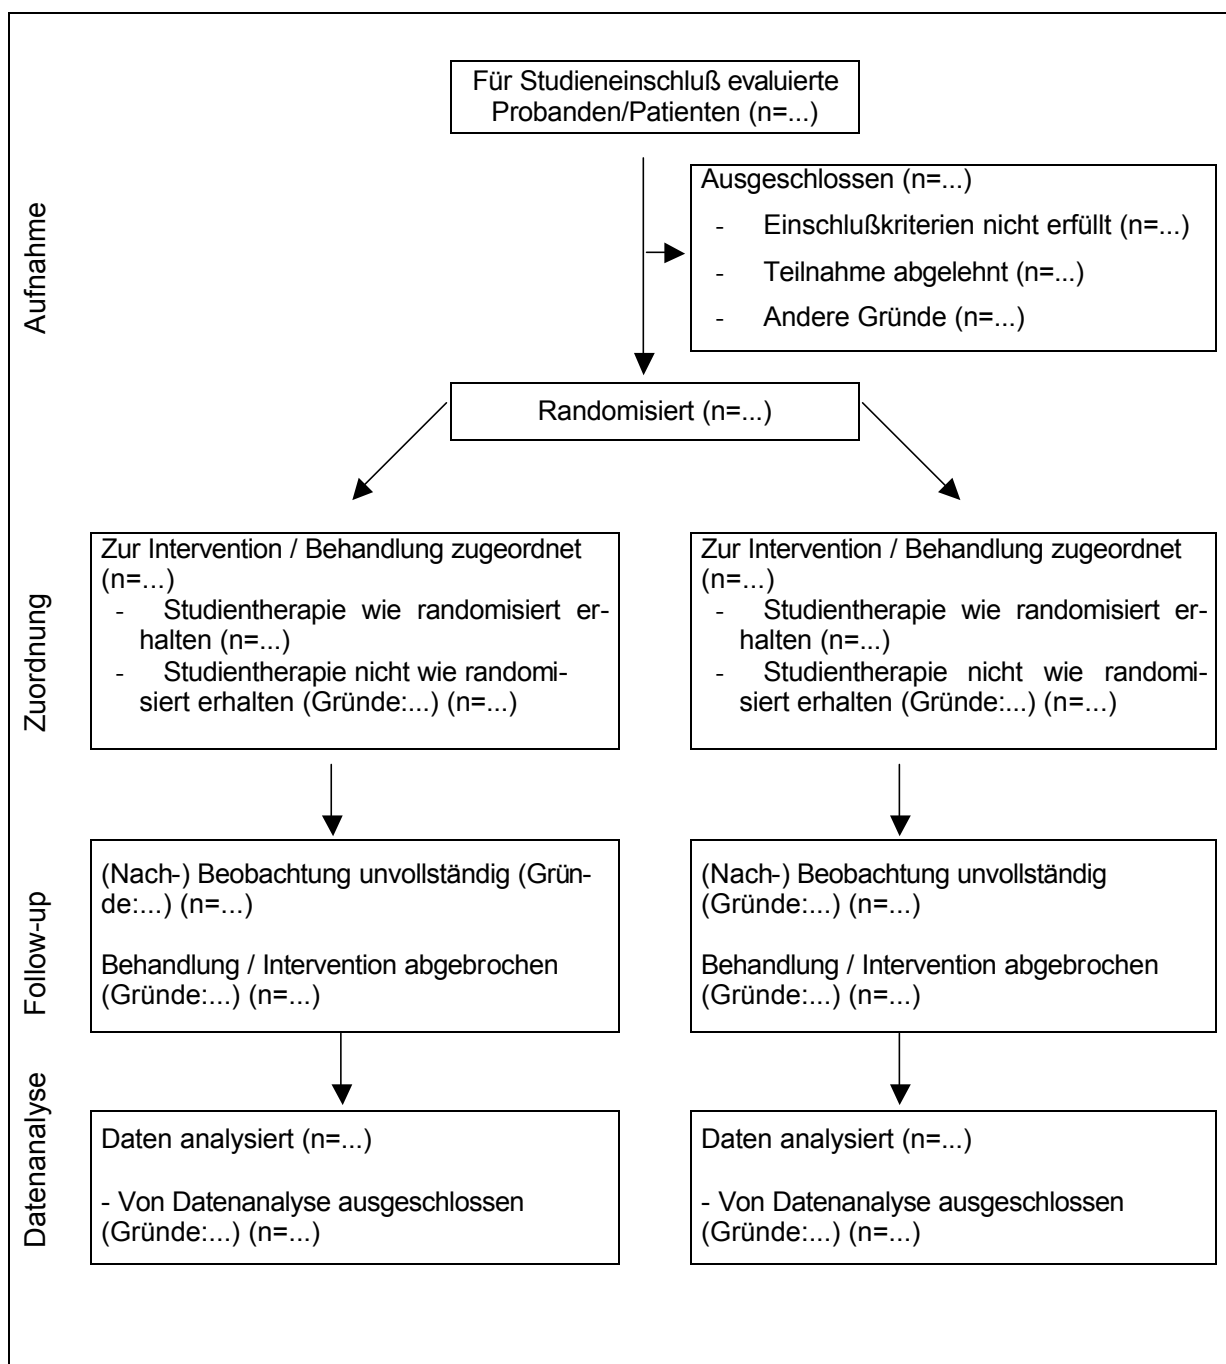 Für Studieneinschluß evaluierte
Probanden/Patienten (n=...)
Aufnahme
Ausgeschlossen (n=...)
- Einschlußkriterien nicht erfüllt (n=...)
- Teilnahme abgelehnt (n=...)
- Andere Gründe (n=...)
Randomisiert (n=...)
Zuordnung
Zur Intervention / Behandlung zugeordnet
(n=...)
- Studientherapie wie randomisiert er-
halten (n=...)
- Studientherapie nicht wie randomi-
siert erhalten (Gründe:...) (n=...)
Zur Intervention / Behandlung zugeordnet
(n=...)
- Studientherapie wie randomisiert er-
halten (n=...)
- Studientherapie nicht wie randomi-
siert erhalten (Gründe:...) (n=...)
Follow-up
(Nach-) Beobachtung unvollständig (Grün-
de:...) (n=...)
Behandlung / Intervention abgebrochen
(Gründe:...) (n=...)
(Nach-) Beobachtung unvollständig
(Gründe:...) (n=...)
Behandlung / Intervention abgebrochen
(Gründe:...) (n=...)
Datenanalyse
Daten analysiert (n=...)
- Von Datenanalyse ausgeschlossen
(Gründe:...) (n=...)
Daten analysiert (n=...)
- Von Datenanalyse ausgeschlossen
(Gründe:...) (n=...)